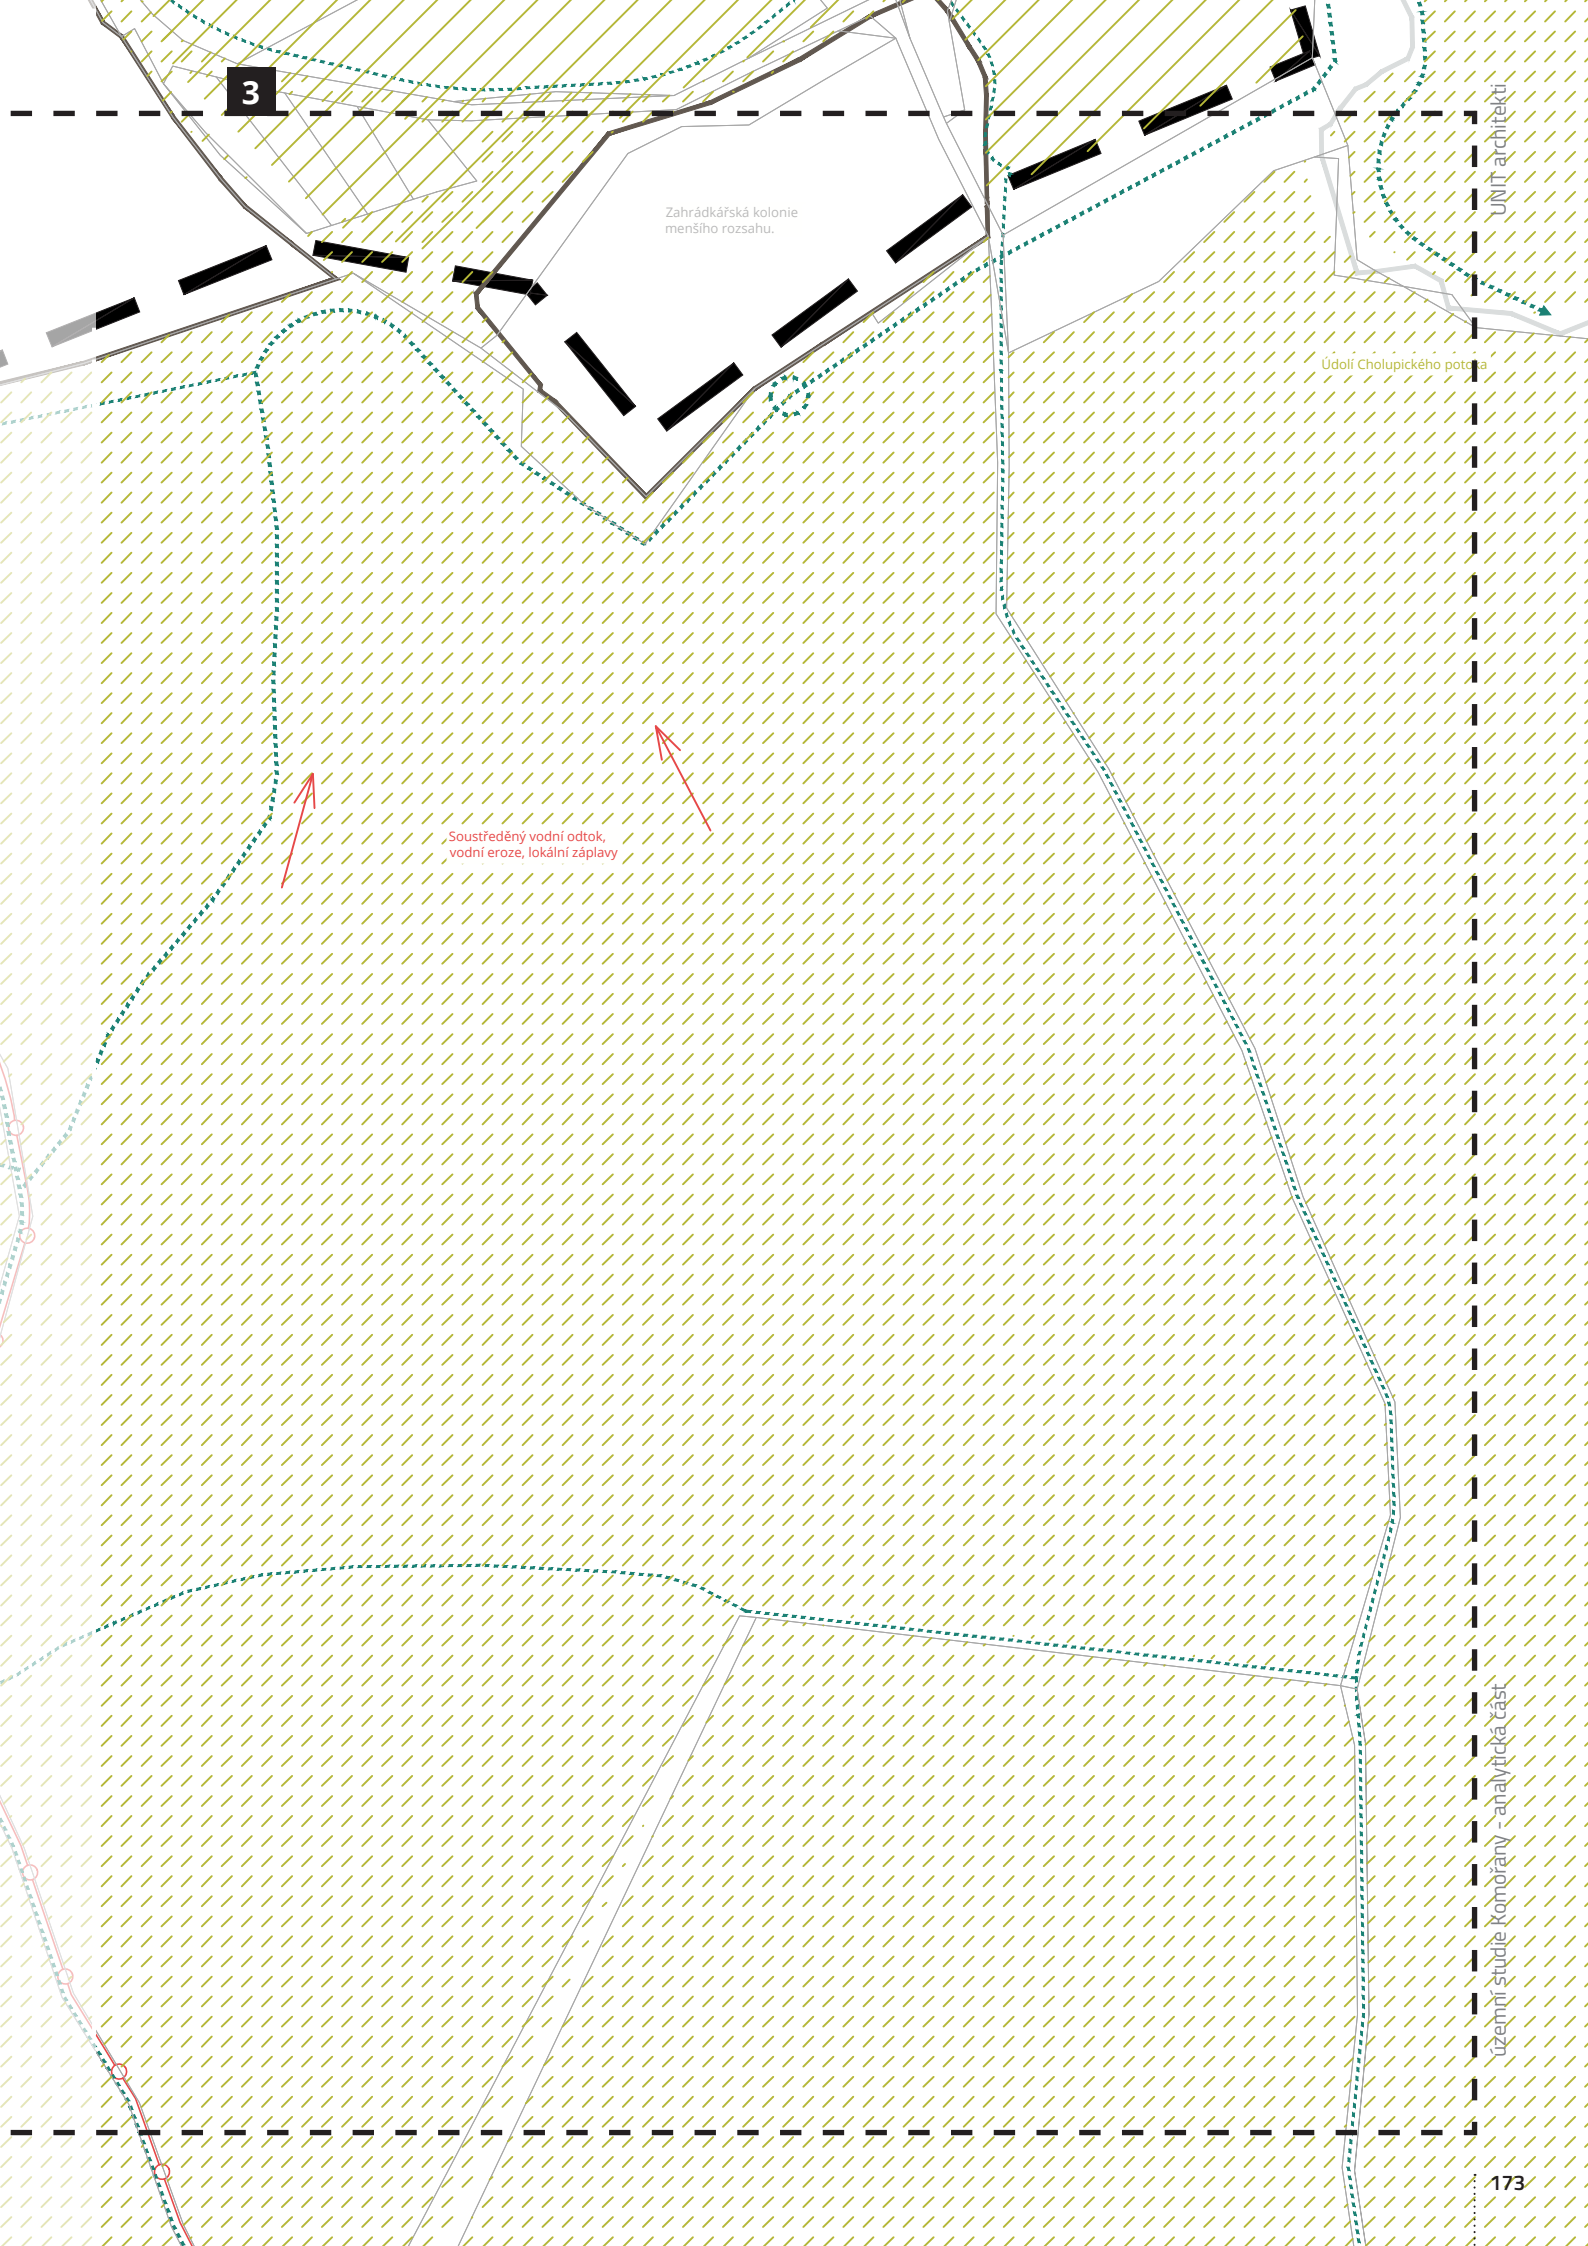 3
UNIT architekti
Zahrádkářská kolonie
menšího rozsahu.
Údolí Cholupického potoka
Soustředěný vodní odtok,
vodní eroze, lokální záplavy
územní studie Komořany – analytická část
173